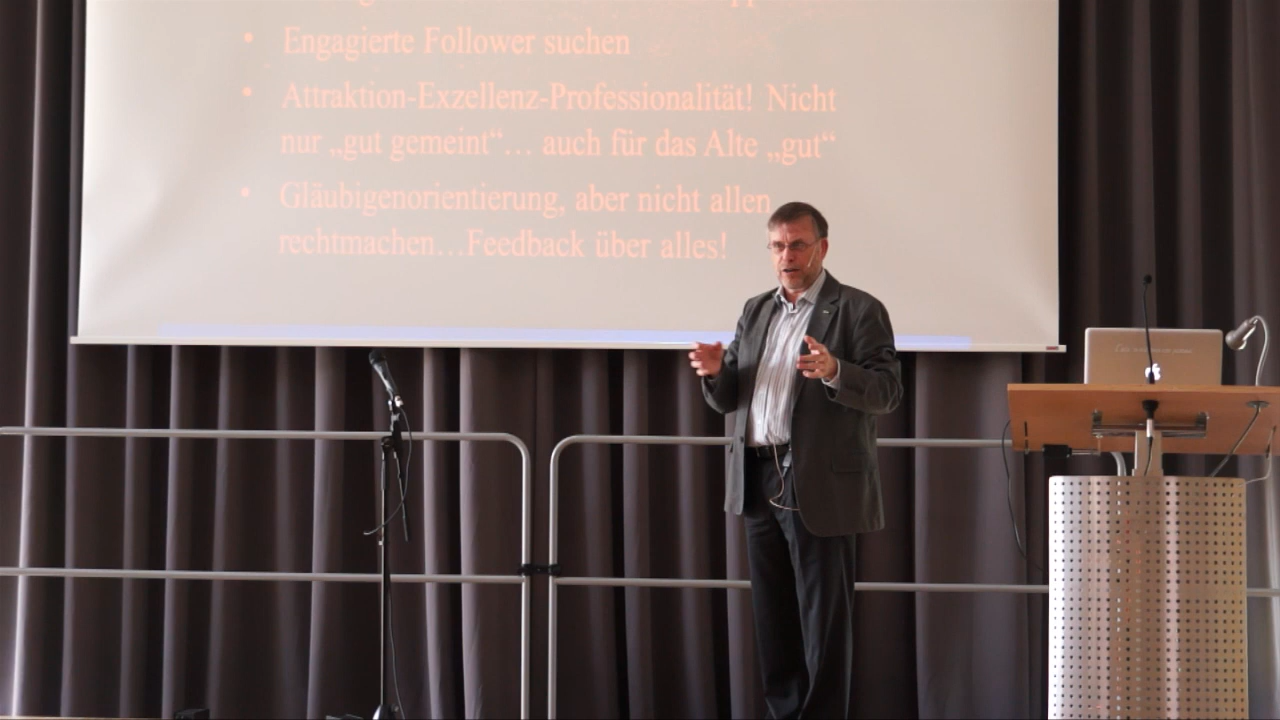 Engagierte Follower suchen
Attraktion-Exzellenz-Professionalität! Nicht
nur „gut gemeint“… auch für das Alte „gut“
Gläubigenorientierung, aber nicht allen
rechtmachen…Feedback über alles!